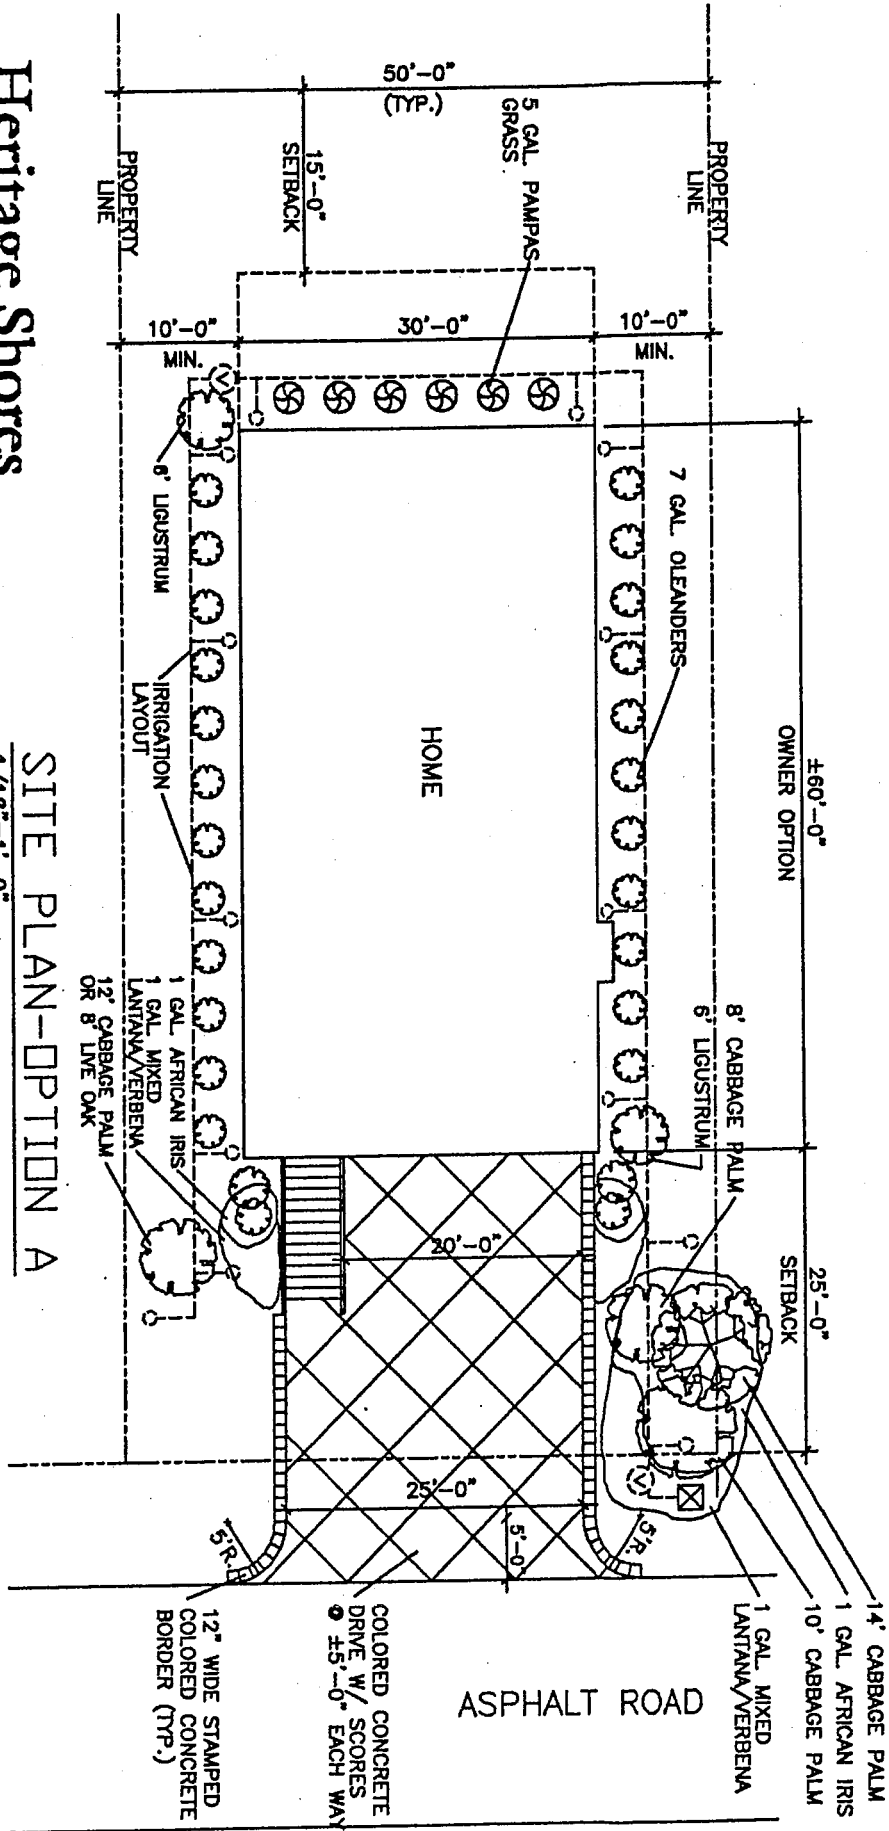 50'-0"
(TYP.)
15'-0"
SETBACK
5 GAL. PAMPAS
GRASS
PROPERTY
LINE
PROPERTY
LINE
10'-0"
MIN.
30'-0"
10'-0"
MIN.
7 GAL. OLEANDERS
±60'-0"
OWNER OPTION
HOME
6' LIGUSTRUM
IRRIGATION
LAYOUT
1 GAL. AFRICAN IRIS
1 GAL. MIXED
LANTANA/VERBENA
12' CABBAGE PALM
OR 8' LIVE OAK
8' CABBAGE PALM
6' LIGUSTRUM
25'-0"
SETBACK
20'-0"
25'-0"
5'-0"
5'R.
5'R.
14' CABBAGE PALM
1 GAL. AFRICAN IRIS
10' CABBAGE PALM
1 GAL. MIXED
LANTANA/VERBENA
ASPHALT ROAD
COLORED CONCRETE
DRIVE W/ SCORES
@ ±5'-0" EACH WAY
12" WIDE STAMPED
COLORED CONCRETE
BORDER (TYP.)
Heritage Shores
SITE PLAN-OPTION A